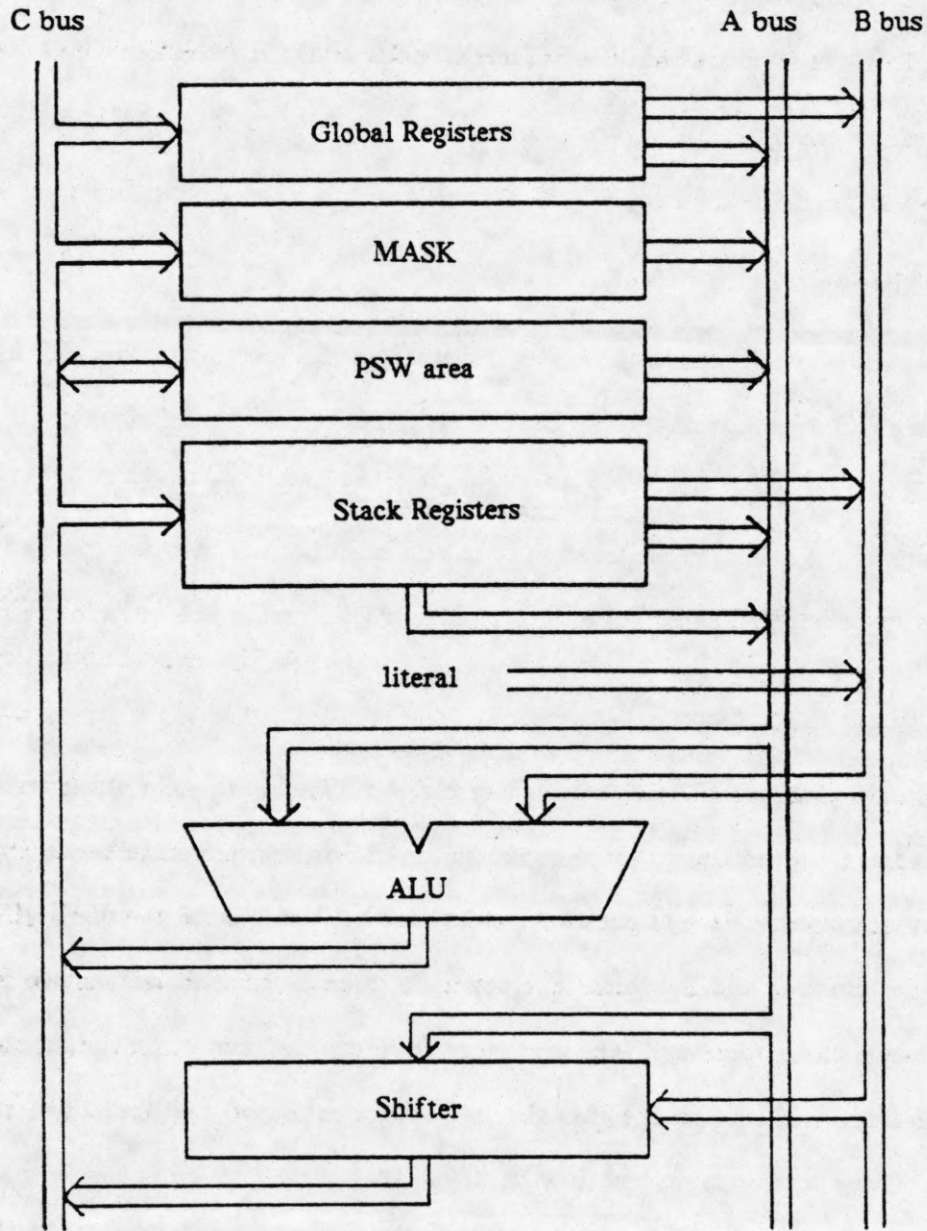 C bus
A bus
B bus
Global Registers
MASK
PSW area
Stack Registers
literal
ALU
Shifter